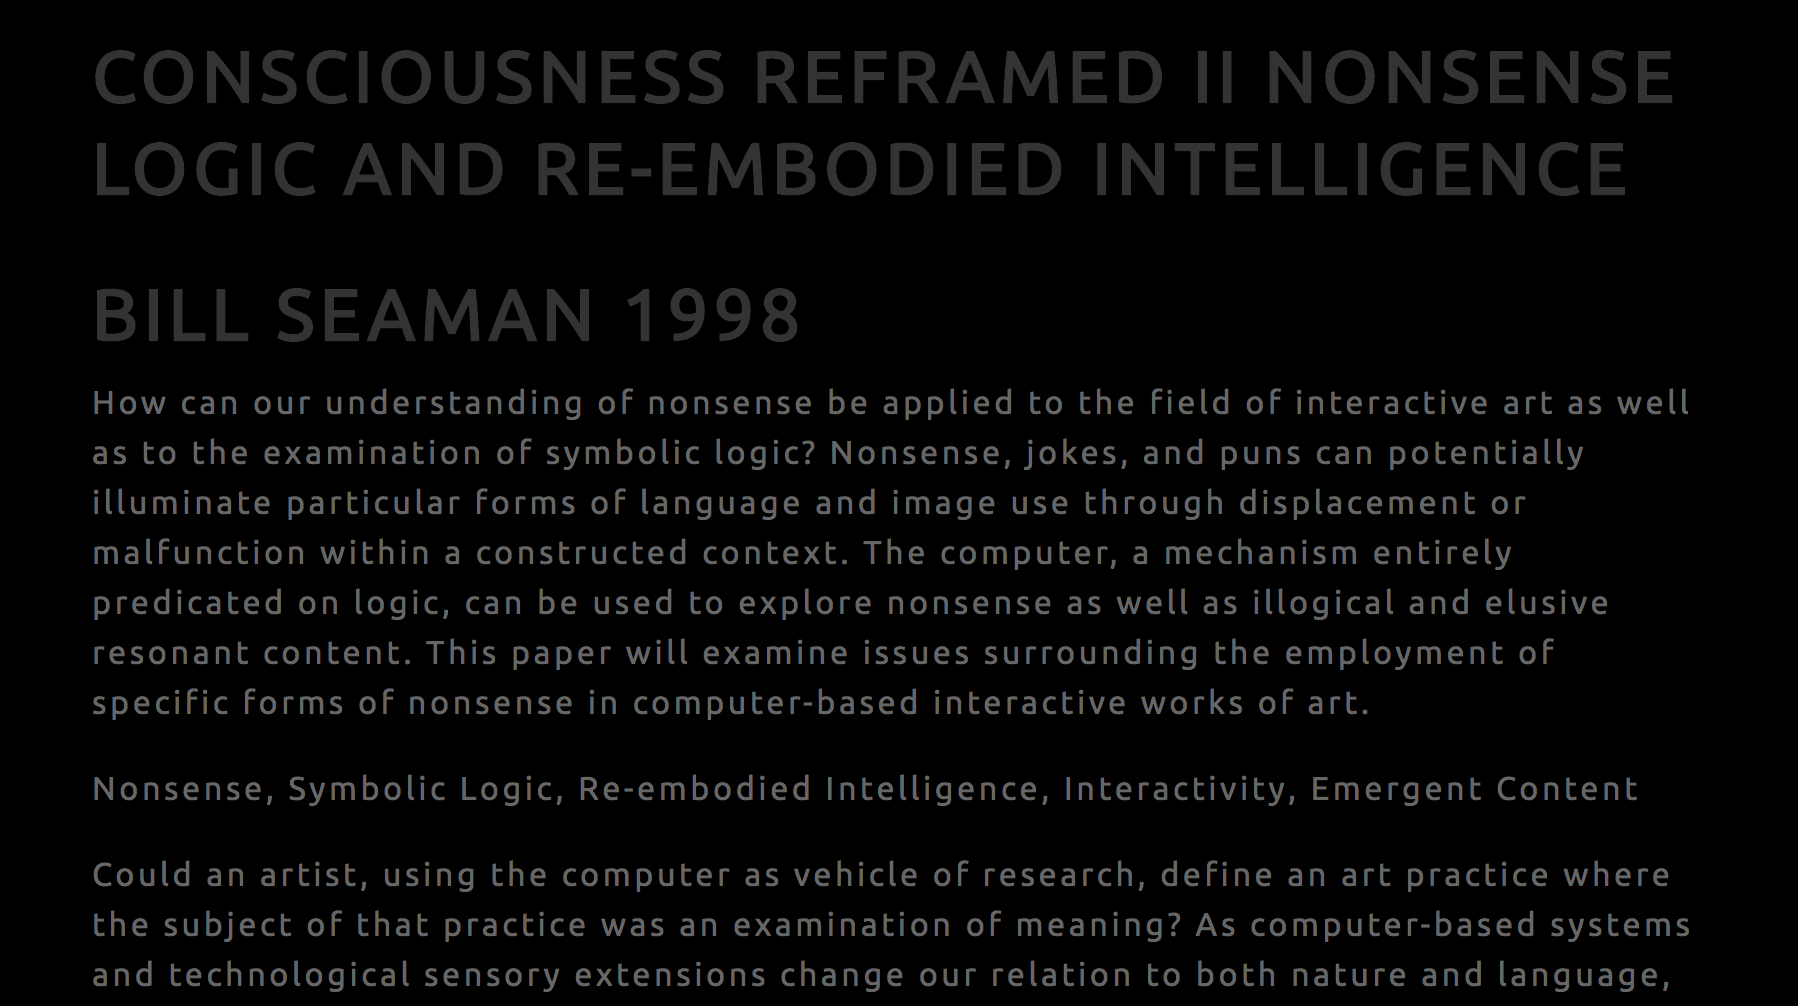 CONSCIOUSNESS REFRAMED II NONSENSE
LOGIC AND RE-EMBODIED INTELLIGENCE
BILL SEAMAN 1998
How can our understanding of nonsense be applied to the field of interactive art as well
as to the examination of symbolic logic? Nonsense, jokes, and puns can potentially
illuminate particular forms of language and image use through displacement or
malfunction within a constructed context. The computer, a mechanism entirely
predicated on logic, can be used to explore nonsense as well as illogical and elusive
resonant content. This paper will examine issues surrounding the employment of
specific forms of nonsense in computer-based interactive works of art.
Nonsense, Symbolic Logic, Re-embodied Intelligence, Interactivity, Emergent Content
Could an artist, using the computer as vehicle of research, define an art practice where
the subject of that practice was an examination of meaning? As computer-based systems
and technological sensory extensions change our relation to both nature and language,